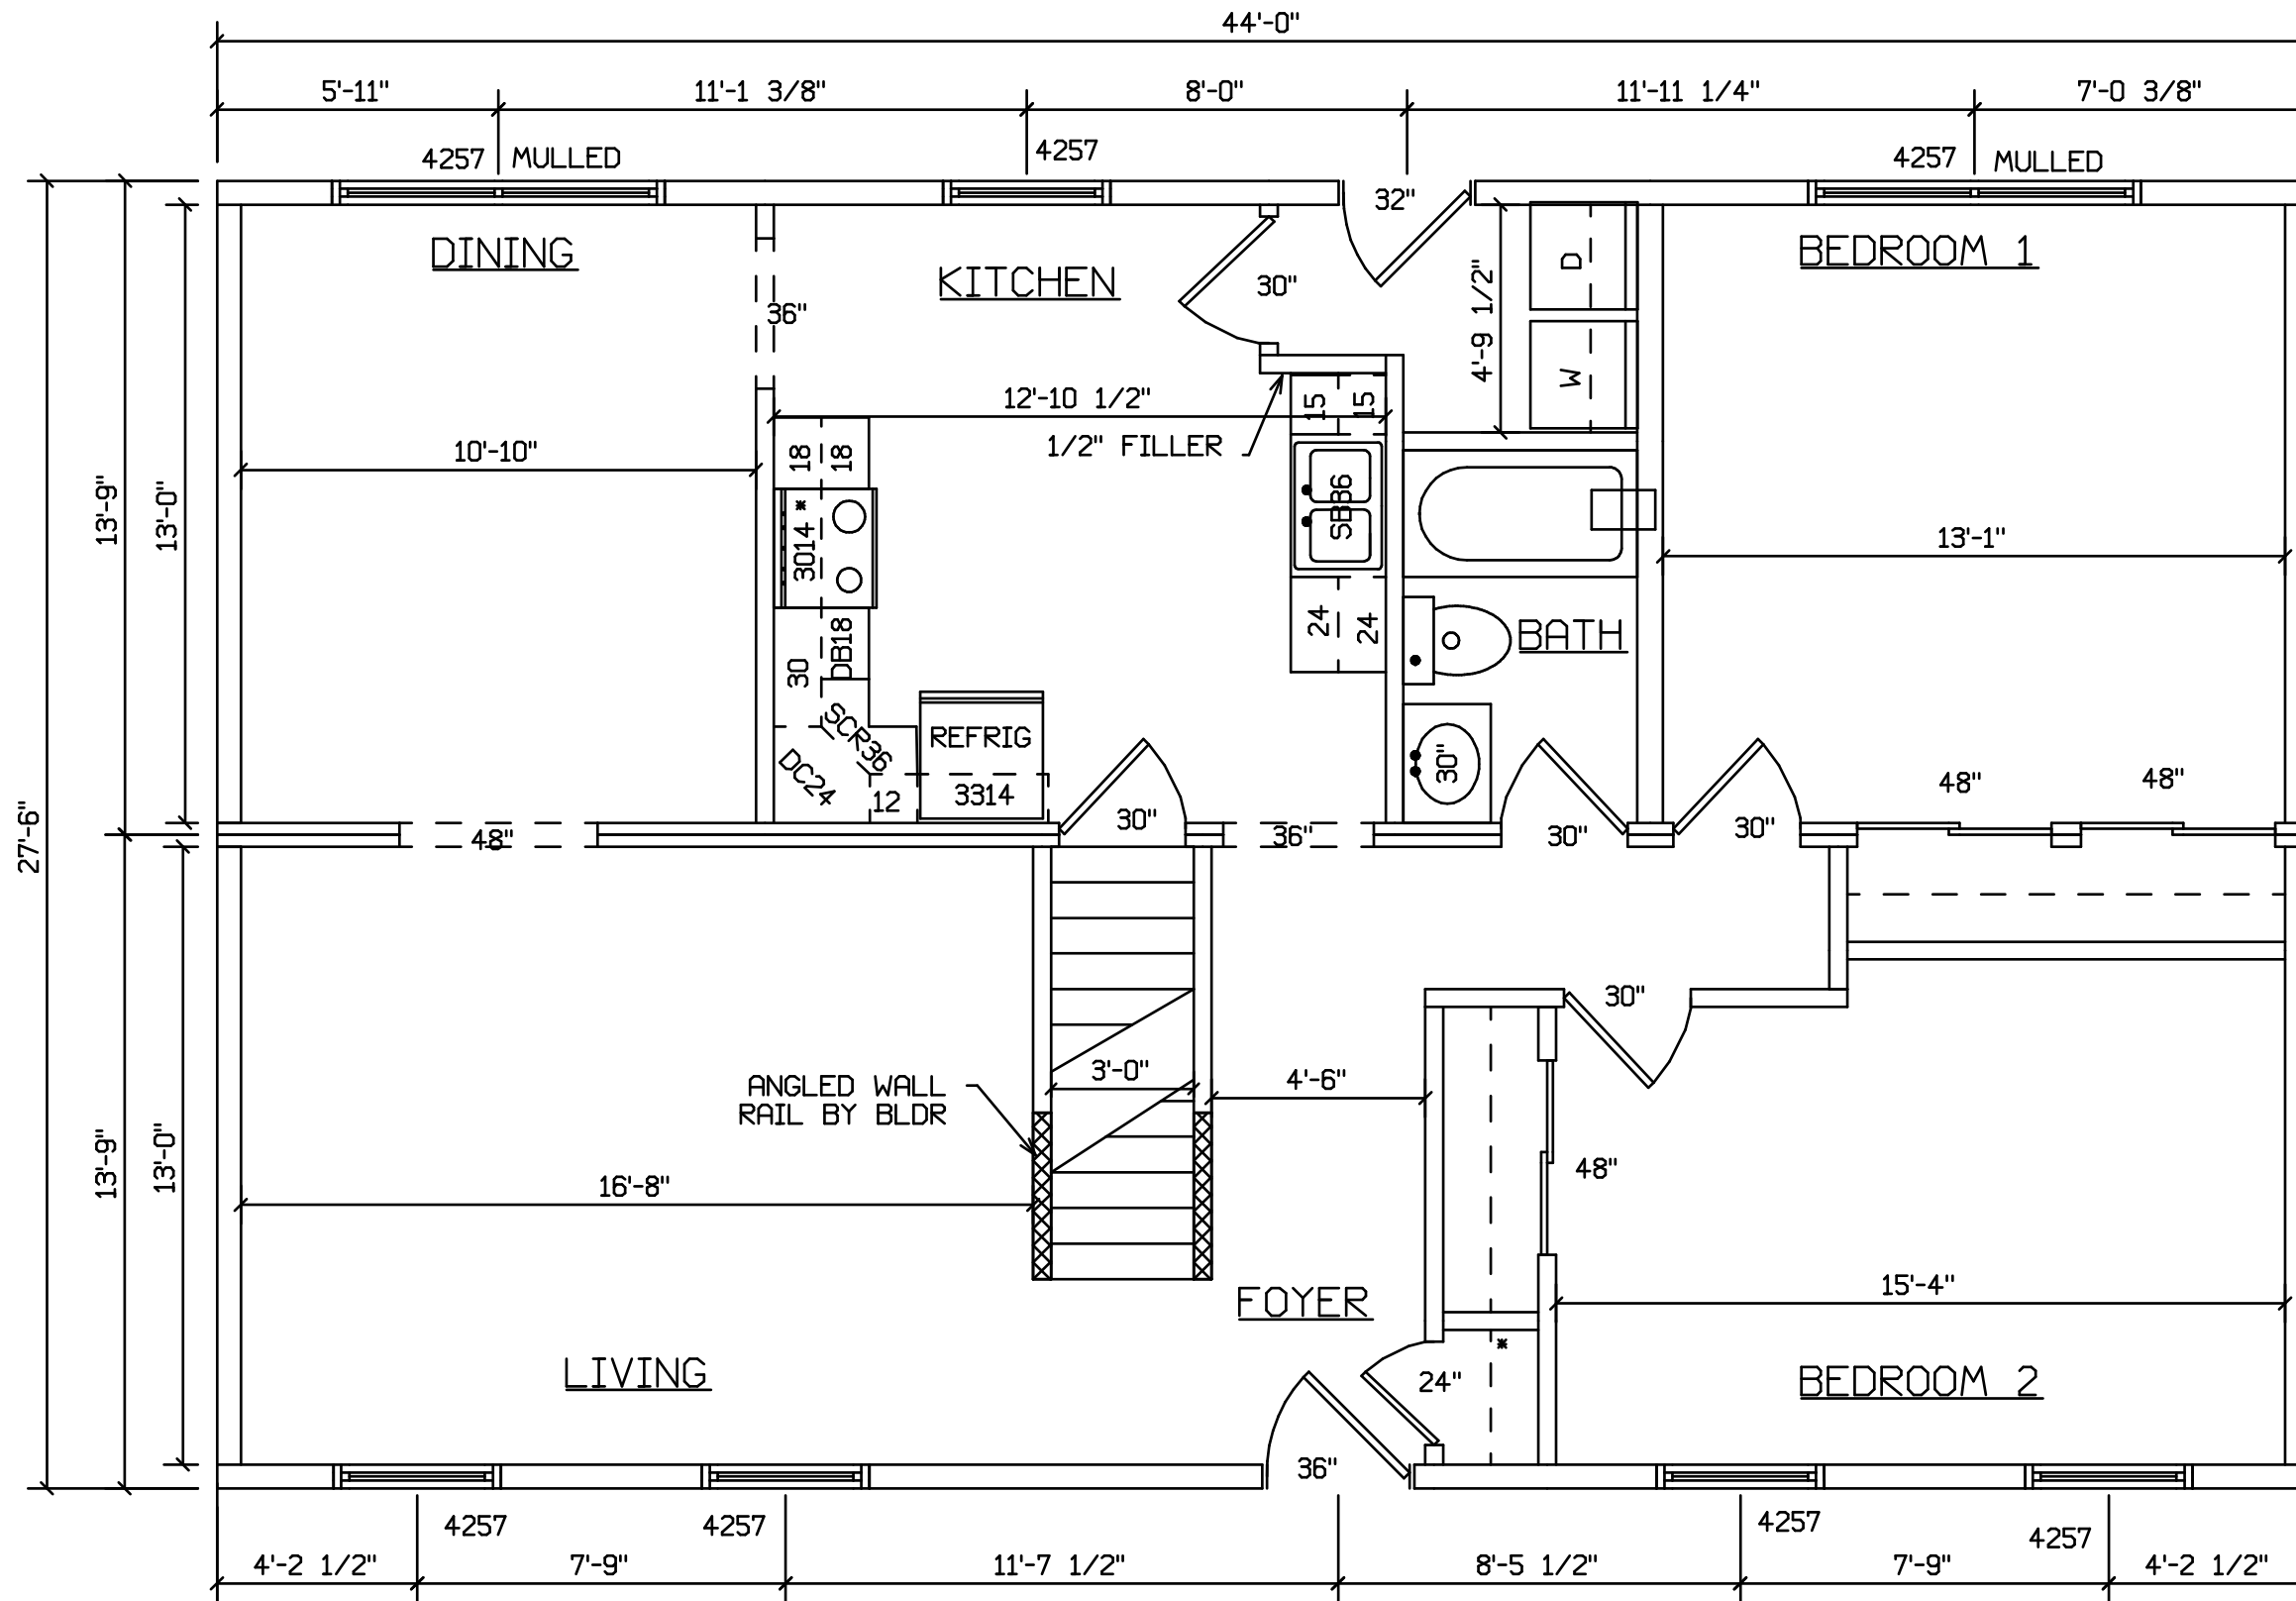 44'-0"
5'-11"
11'-1 3/8"
8'-0"
11'-11 1/4"
7'-0 3/8"
4257 MULLED
4257
4257 MULLED
32"
DINING
KITCHEN
30"
36"
4'-9 1/2"
D
W
BEDROOM 1
12'-10 1/2"
15
15
1/2" FILLER
10'-10"
18
18
13'-9"
13'-0"
3014 *
SB36
13'-1"
30
DB18
24
24
BATH
SCR36
DC24
REFRIG
3314
12
30"
48"
48"
27'-6"
48"
30"
36"
30"
30"
30"
3'-0"
4'-6"
ANGLED WALL
RAIL BY BLDR
13'-9"
13'-0"
48"
16'-8"
FOYER
15'-4"
*
LIVING
24"
BEDROOM 2
36"
4257
4257
4257
4257
4'-2 1/2"
7'-9"
11'-7 1/2"
8'-5 1/2"
7'-9"
4'-2 1/2"